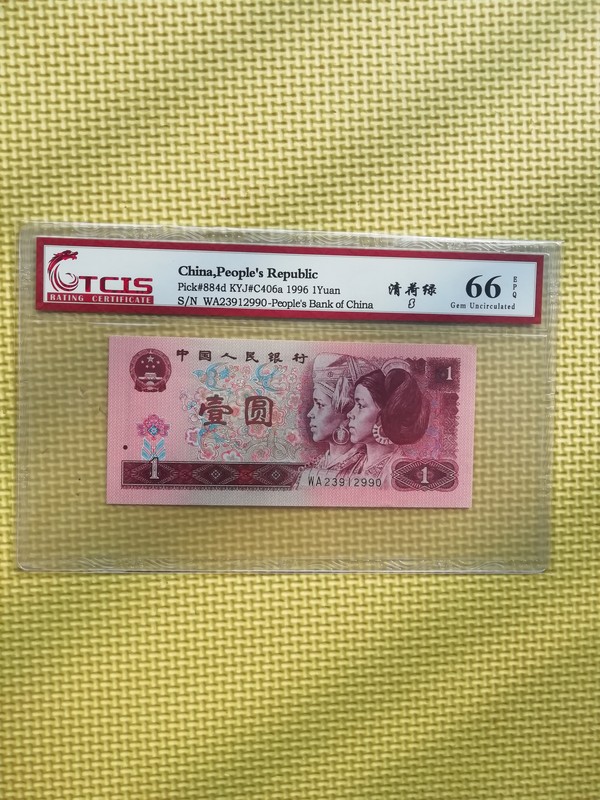 TCIS
RATING CERTIFICATE
China,People's Republic
Pick#884d KYJ#C406a 1996 1Yuan
S/N WA23912990-People's Bank of China
清荷绿
66 EPQ
Gem Uncirculated
中国人民银行
1
壹圆
1
WA23912990
1